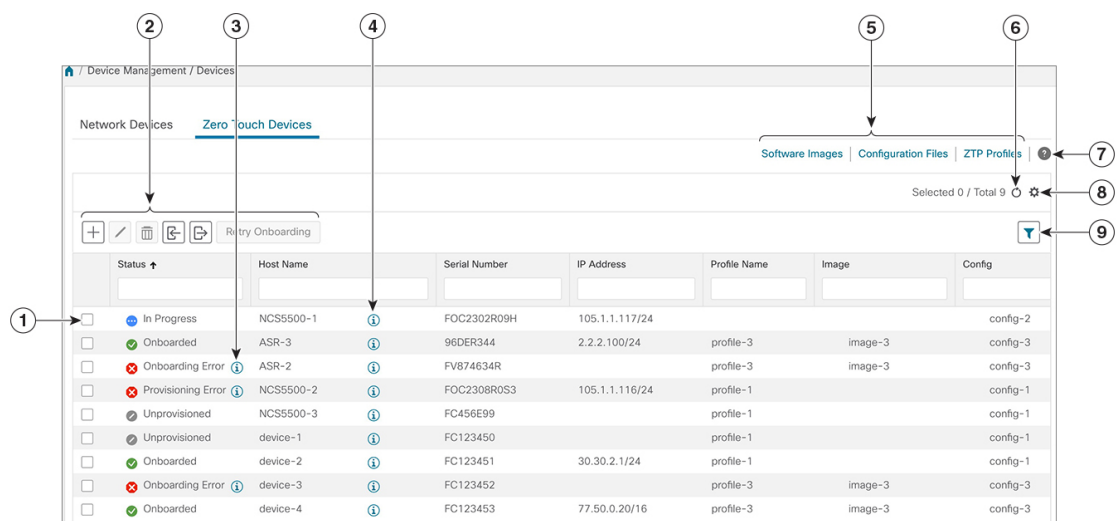 2 3 4 5 6
/ Device Management / Devices
Network Devices Zero Touch Devices
Software Images | Configuration Files | ZTP Profiles | ? 7
Selected 0 / Total 9 8
Retry Onboarding 9
Status Host Name Serial Number IP Address Profile Name Image Config
1 In Progress NCS5500-1 FOC2302R09H 105.1.1.117/24 config-2
Onboarded ASR-3 96DER344 2.2.2.100/24 profile-3 image-3 config-3
Onboarding Error ASR-2 FV874634R profile-3 image-3 config-3
Provisioning Error NCS5500-2 FOC2308R0S3 105.1.1.116/24 profile-1 config-1
Unprovisioned NCS5500-3 FC456E99 profile-1 config-1
Unprovisioned device-1 FC123450 profile-1 config-1
Onboarded device-2 FC123451 30.30.2.1/24 profile-1 config-1
Onboarding Error device-3 FC123452 profile-3 image-3 config-3
Onboarded device-4 FC123453 77.50.0.20/16 profile-3 image-3 config-3